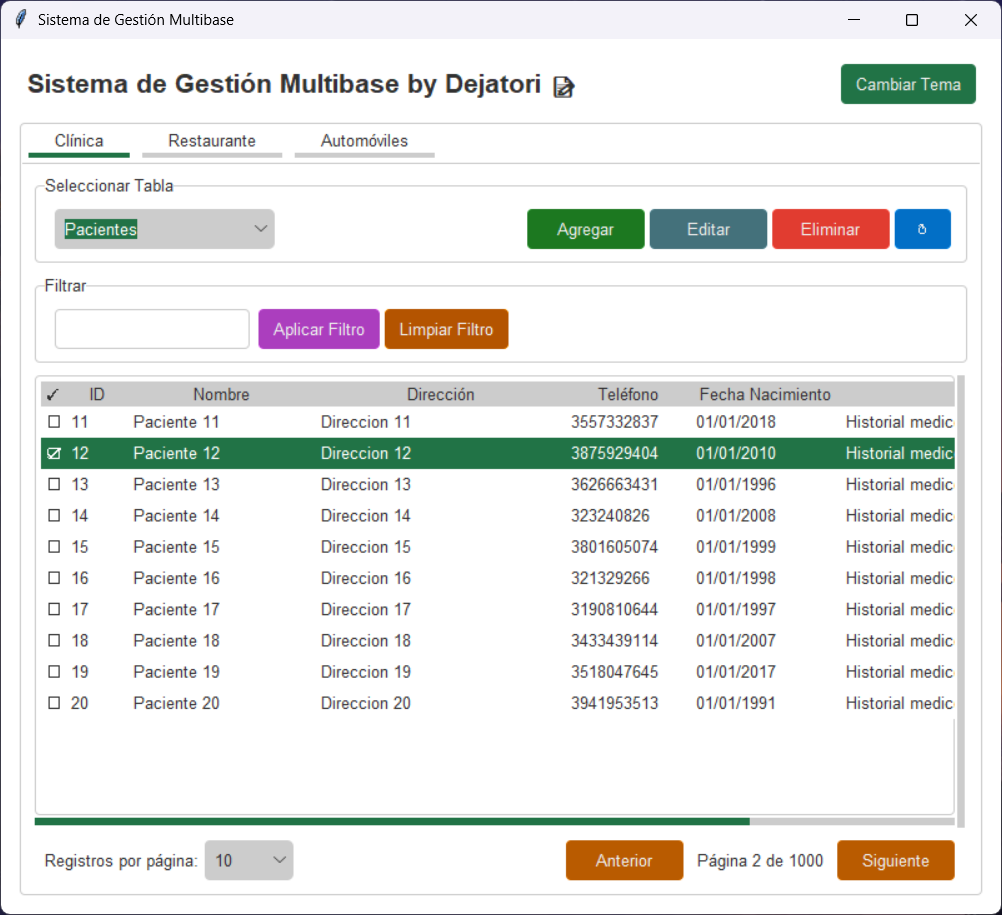 Sistema de Gestión Multibase
Sistema de Gestión Multibase by Dejatori
Cambiar Tema
Clínica Restaurante Automóviles
Seleccionar Tabla
Pacientes Agregar Editar Eliminar
Filtrar
Aplicar Filtro Limpiar Filtro
✓ ID Nombre Dirección Teléfono Fecha Nacimiento
☐ 11 Paciente 11 Direccion 11 3557332837 01/01/2018 Historial medic
☑ 12 Paciente 12 Direccion 12 3875929404 01/01/2010 Historial medic
☐ 13 Paciente 13 Direccion 13 3626663431 01/01/1996 Historial medic
☐ 14 Paciente 14 Direccion 14 323240826 01/01/2008 Historial medic
☐ 15 Paciente 15 Direccion 15 3801605074 01/01/1999 Historial medic
☐ 16 Paciente 16 Direccion 16 321329266 01/01/1998 Historial medic
☐ 17 Paciente 17 Direccion 17 3190810644 01/01/1997 Historial medic
☐ 18 Paciente 18 Direccion 18 3433439114 01/01/2007 Historial medic
☐ 19 Paciente 19 Direccion 19 3518047645 01/01/2017 Historial medic
☐ 20 Paciente 20 Direccion 20 3941953513 01/01/1991 Historial medic
Registros por página: 10 Anterior Página 2 de 1000 Siguiente